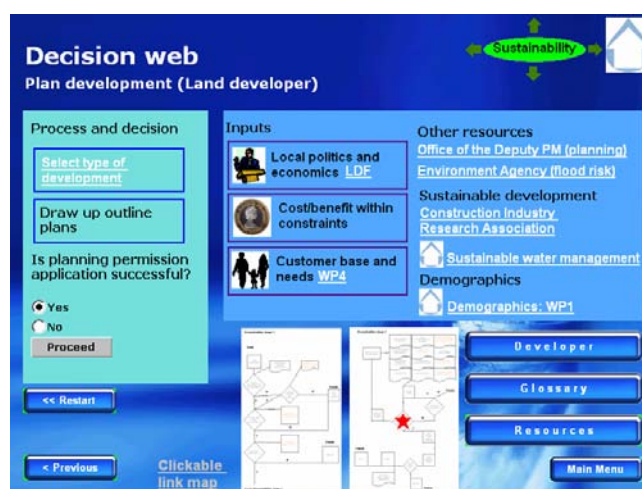 Decision web
Plan development (Land developer)
Sustainability
Process and decision
Select type of
development
Draw up outline
plans
Is planning permission
application successful?
Yes
No
Proceed
<< Restart
< Previous
Inputs
Local politics and
economics LDF
Cost/benefit within
constraints
Customer base and
needs WP4
Other resources
Office of the Deputy PM (planning)
Environment Agency (flood risk)
Sustainable development
Construction Industry
Research Association
Sustainable water management
Demographics
Demographics: WP1
Clickable
link map
Developer
Glossary
Resources
Main Menu